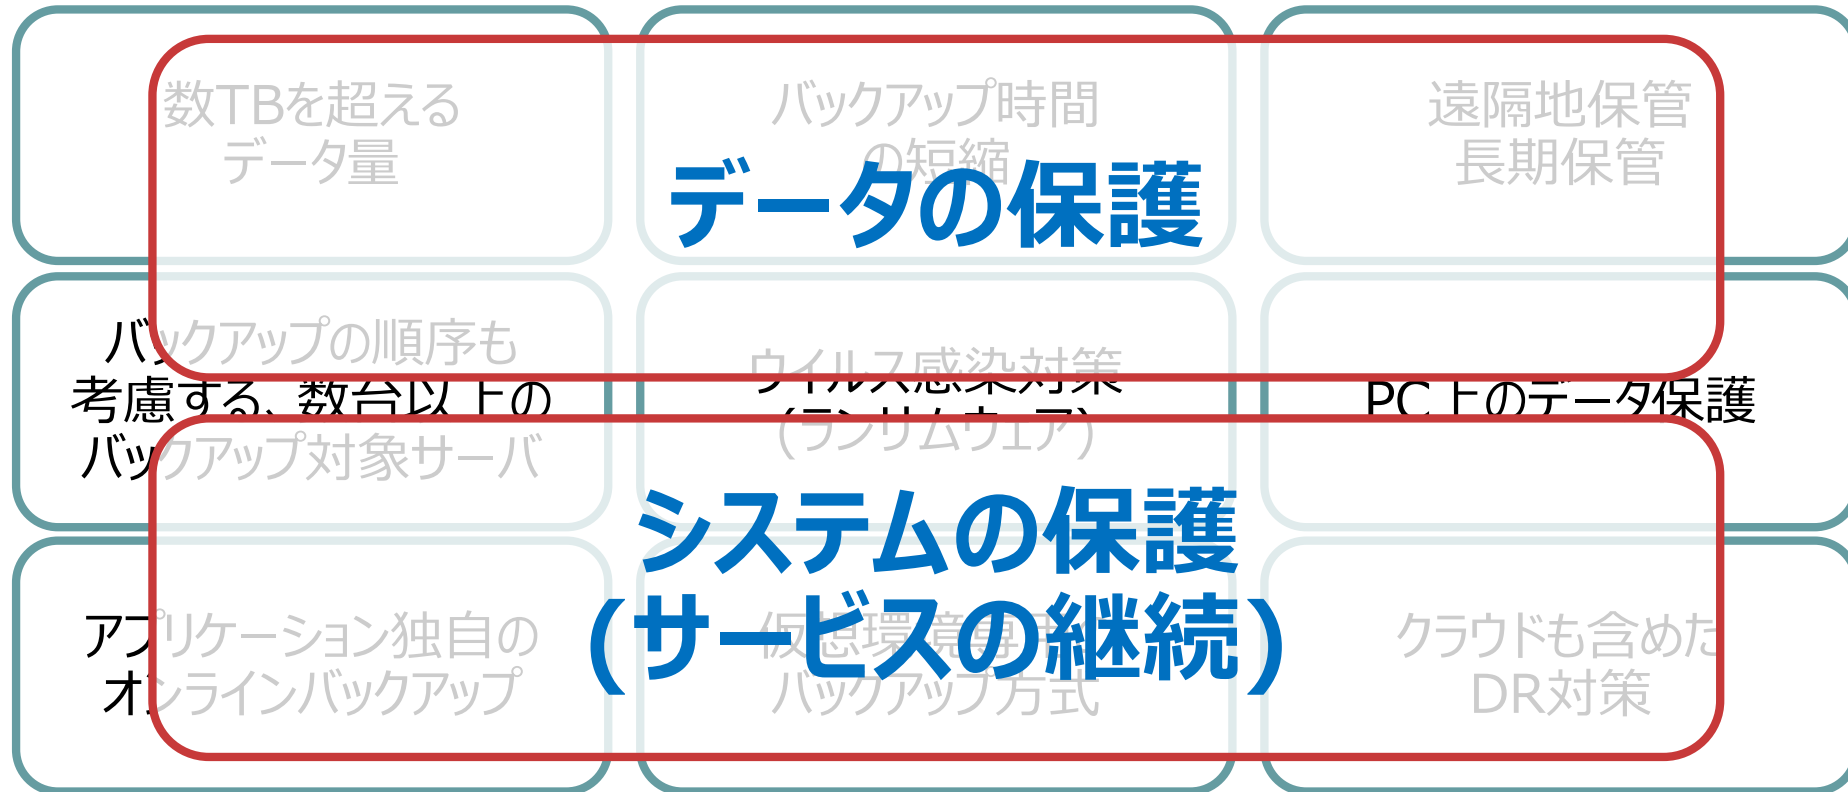 数TBを超える
データ量
バックアップ時間
の短縮
遠隔地保管
長期保管
データの保護
バックアップの順序も
考慮する、数台以上の
バックアップ対象サーバ
ウイルス感染対策
(ランサムウェア)
PC上のデータ保護
システムの保護
(サービスの継続)
アプリケーション独自の
オンラインバックアップ
仮想環境専用の
バックアップ方式
クラウドも含めた
DR対策